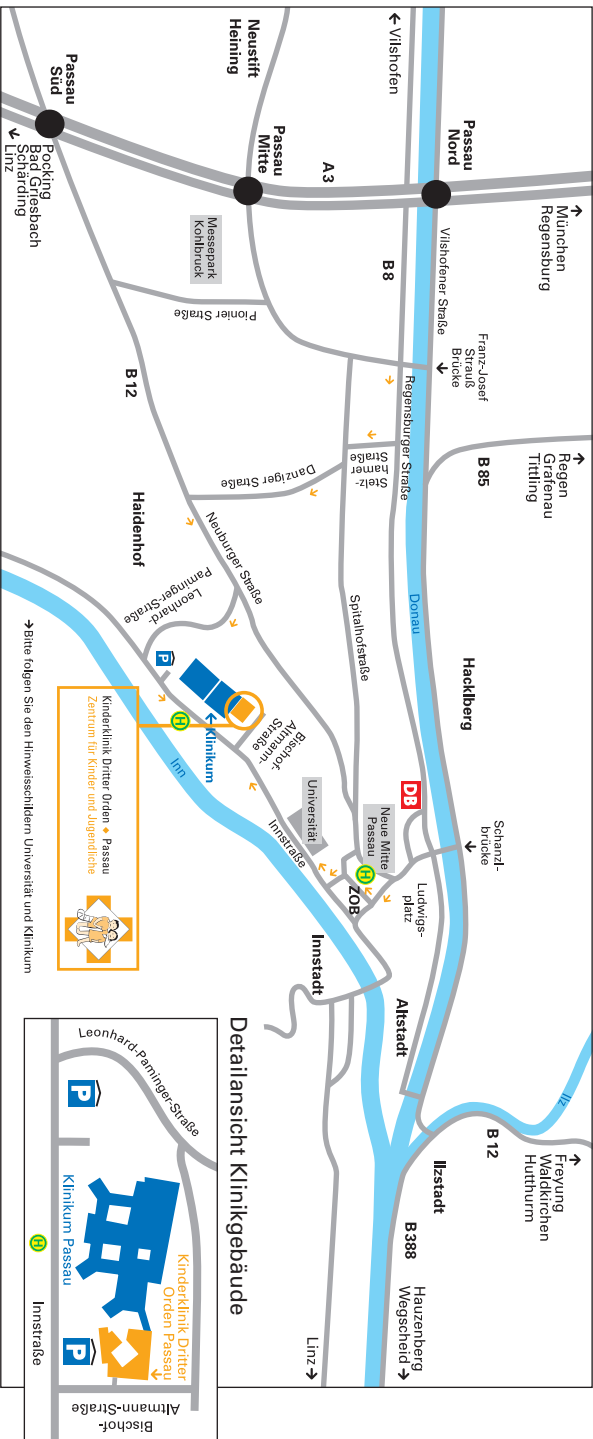 ← Vilshofen
Neustift
Heining
Passau
Süd
Pocking
Bad Griesbach
Schärding
Linz
←
Passau
Mitte
A 3
Passau
Nord
München
Regensburg
→
Messepark
Kohlbruck
Pionier Straße
B 8
Vilshofener Straße
Franz-Josef
Strauß
Brücke
→
B 12
Regensburger Straße
Stelz-
hamer
Straße
Danziger Straße
B 85
Regen
Grafenau
Tittling
→
Haidenhof
Neuburger Straße
Leonhard-
Paminger-Straße
Spitalhofstraße
Donau
Hacklberg
P
H
←Klinikum
Bischof-
Altmann-
Straße
Inn
Innstraße
Universität
Neue Mitte
Passau
DB
H
ZOB
Ludwigs-
platz
Schanzl-
brücke
→
Innstadt
Altstadt
Ilz
Ilzstadt
B 12
Freyung
Waldkirchen
Hutthurm
→
B388
Hauzenberg
Wegscheid →
Linz→
Kinderklinik Dritter Orden Passau
Zentrum für Kinder und Jugendliche
→Bitte folgen Sie den Hinweisschildern Universität und Klinikum
Detailansicht Klinikgebäude
Leonhard-Paminger-Straße
P
Klinikum Passau
Kinderklinik Dritter
Orden Passau
P
H
Innstraße
Bischof-
Altmann-Straße